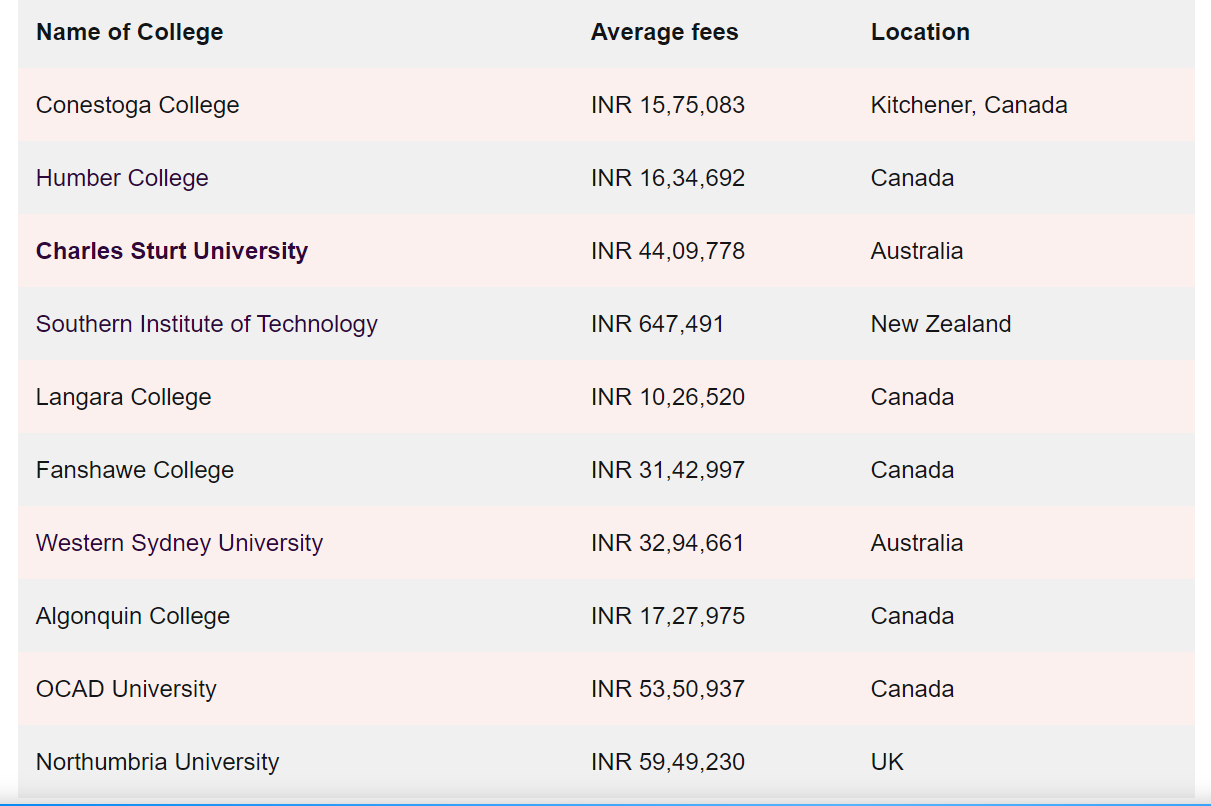 Name of College Average fees Location
Conestoga College INR 15,75,083 Kitchener, Canada
Humber College INR 16,34,692 Canada
Charles Sturt University INR 44,09,778 Australia
Southern Institute of Technology INR 647,491 New Zealand
Langara College INR 10,26,520 Canada
Fanshawe College INR 31,42,997 Canada
Western Sydney University INR 32,94,661 Australia
Algonquin College INR 17,27,975 Canada
OCAD University INR 53,50,937 Canada
Northumbria University INR 59,49,230 UK